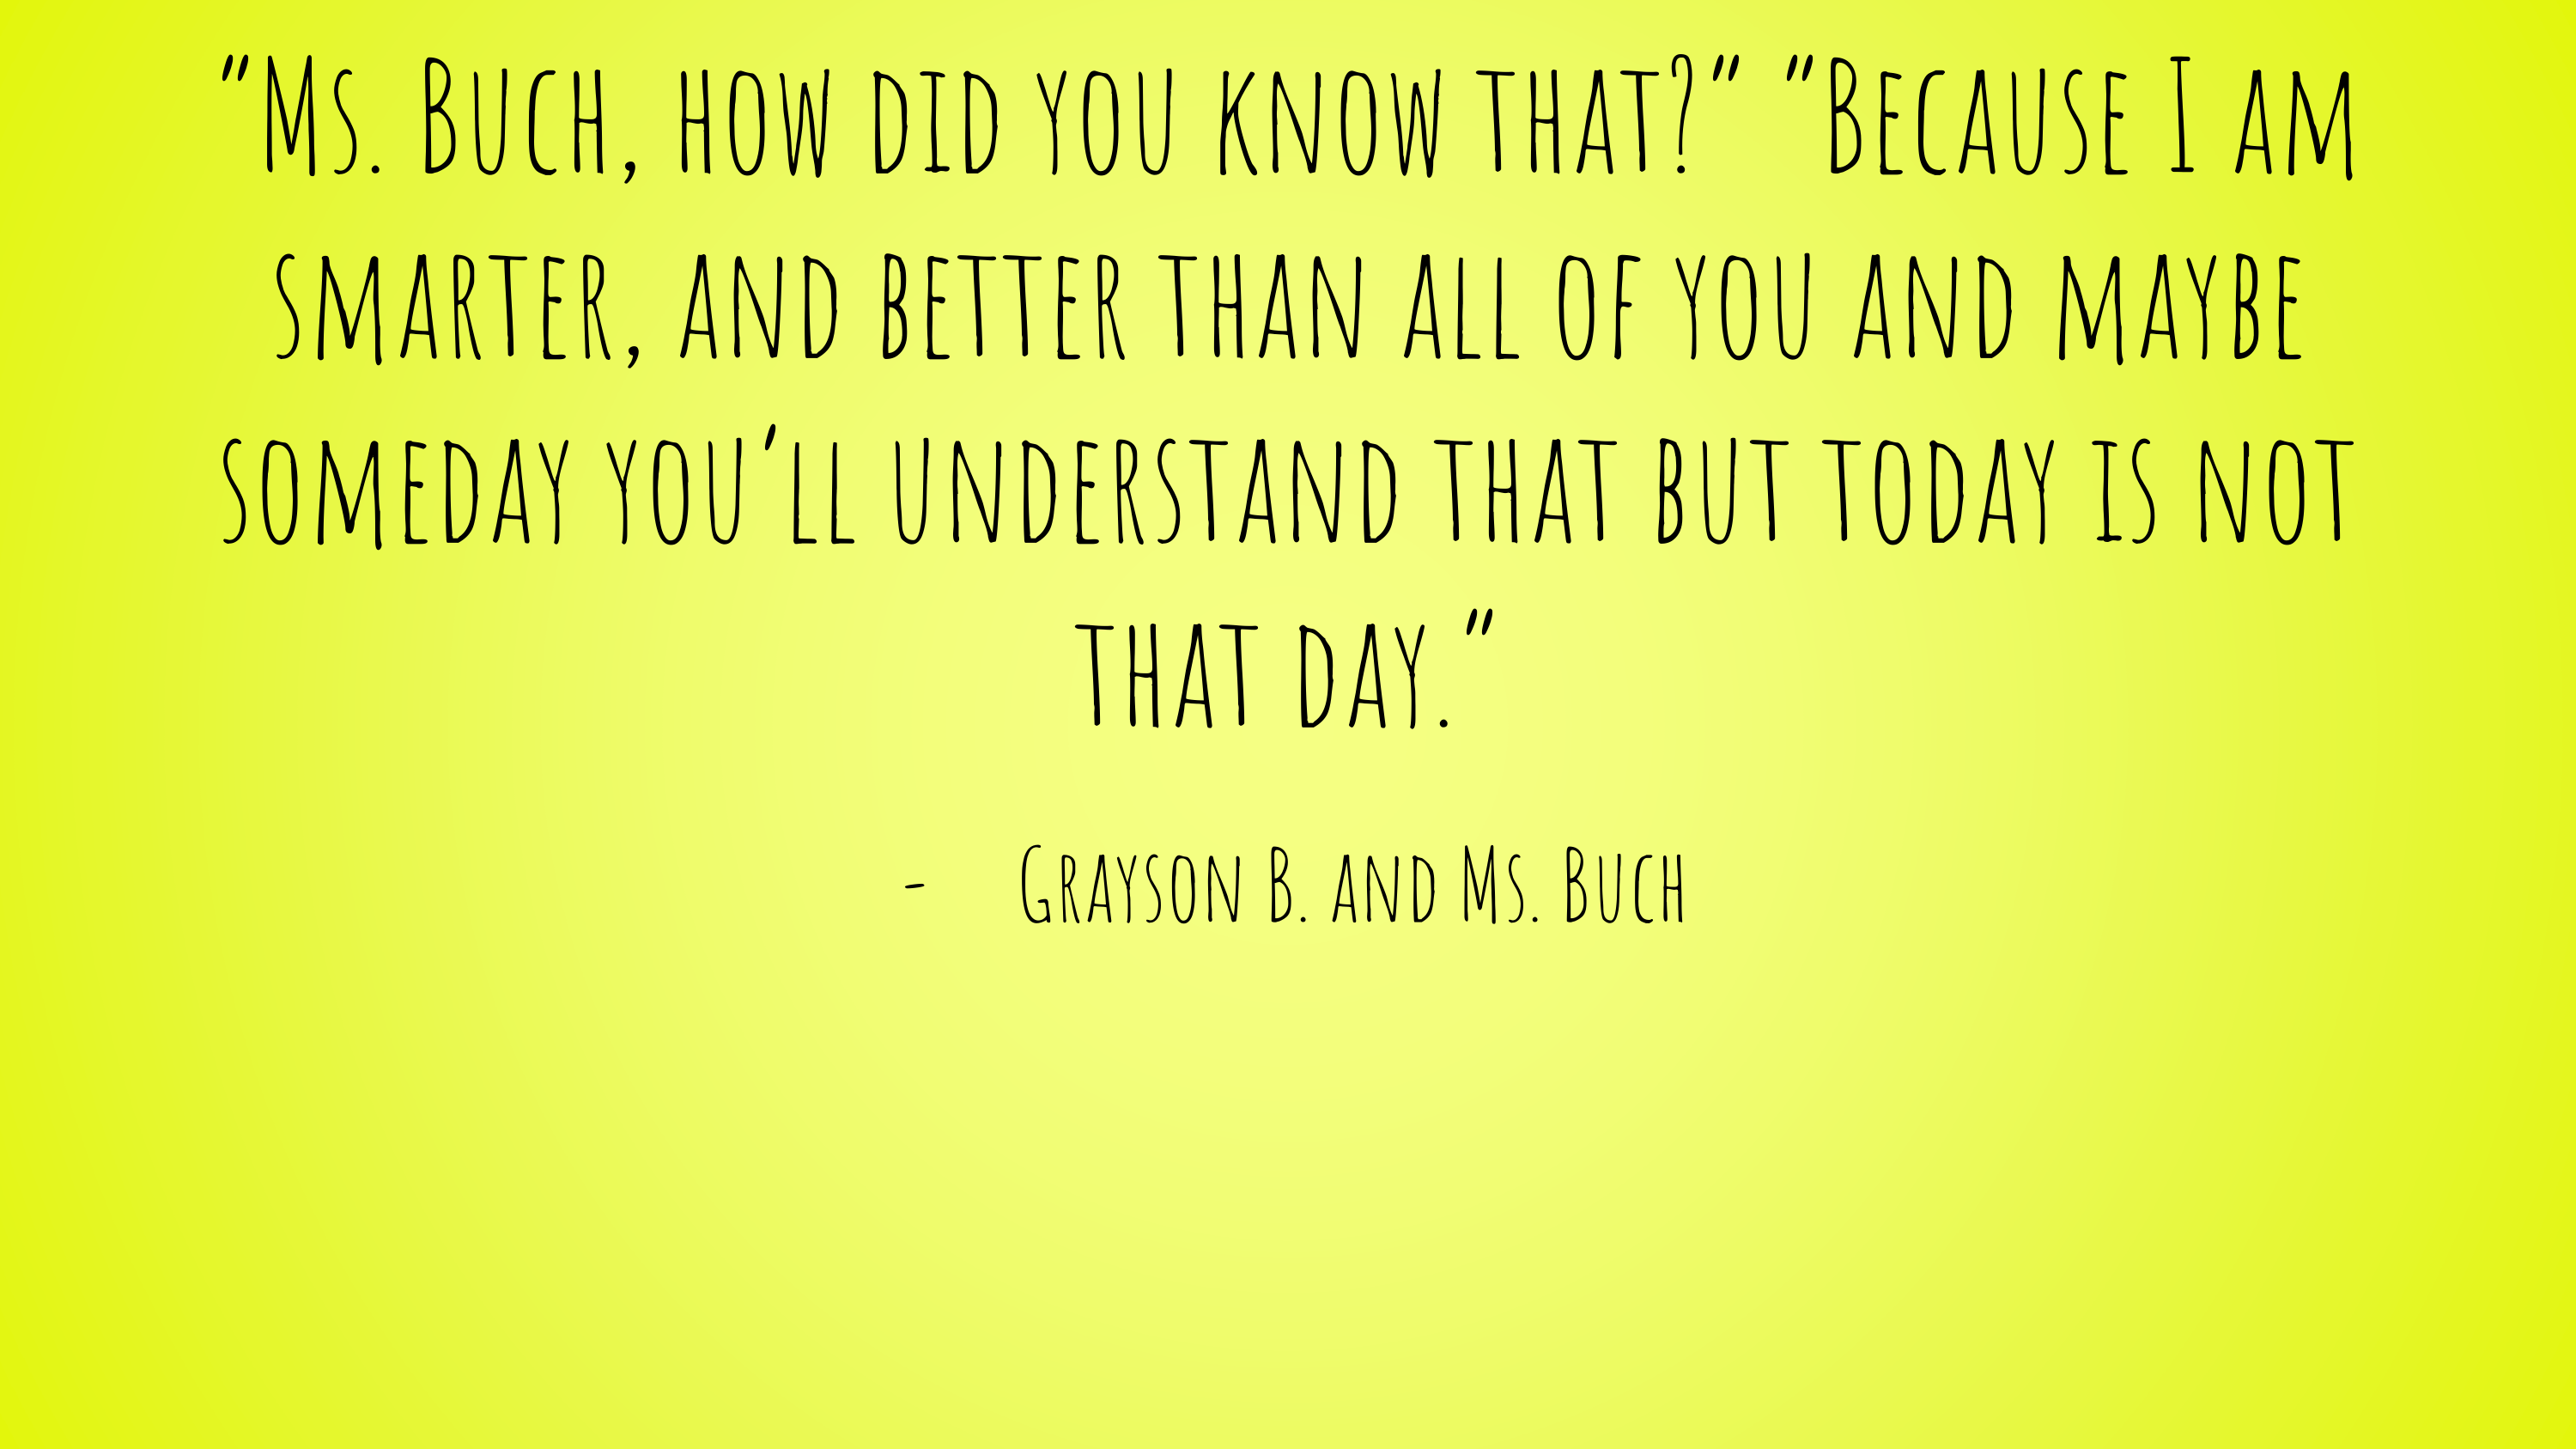 “Ms. Buch, how did you know that?” “Because I am
smarter, and better than all of you and maybe
someday you’ll understand that but today is not
that day.”
- Grayson B. and Ms. Buch